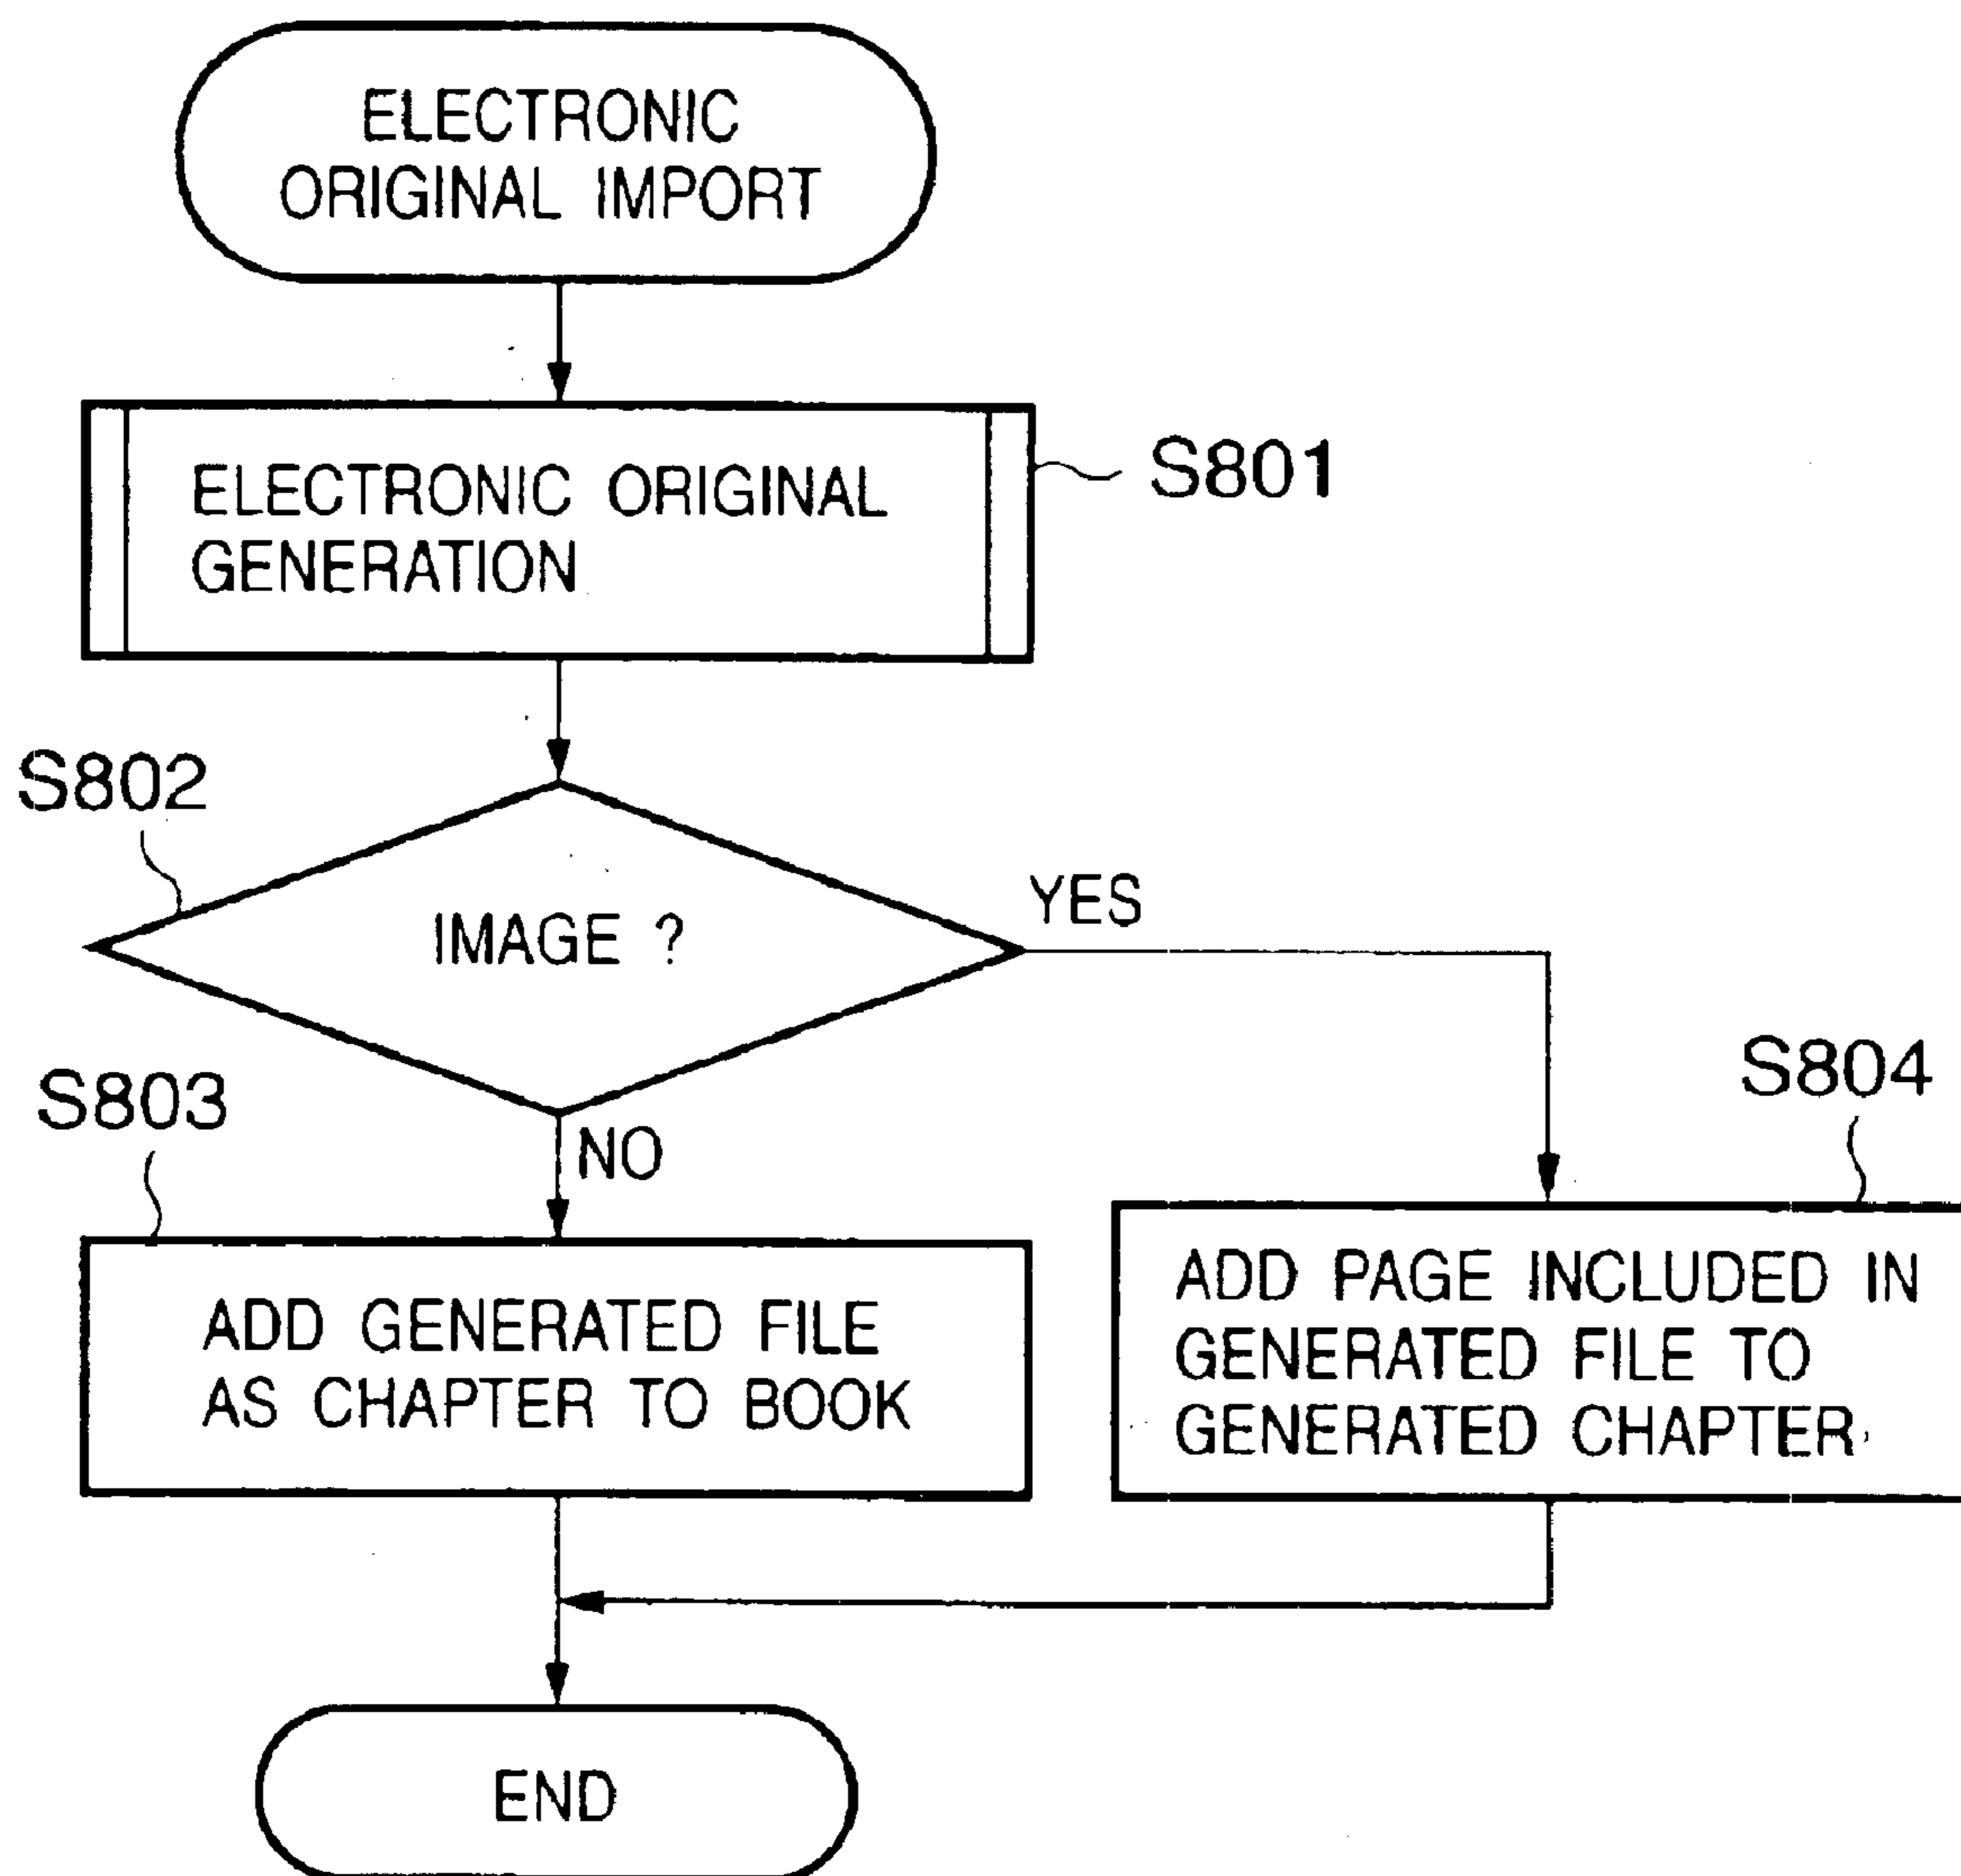 ELECTRONIC
ORIGINAL IMPORT
ELECTRONIC ORIGINAL
GENERATION
S801
S802
IMAGE ?
YES
NO
S803
ADD GENERATED FILE
AS CHAPTER TO BOOK
S804
ADD PAGE INCLUDED IN
GENERATED FILE TO
GENERATED CHAPTER
END